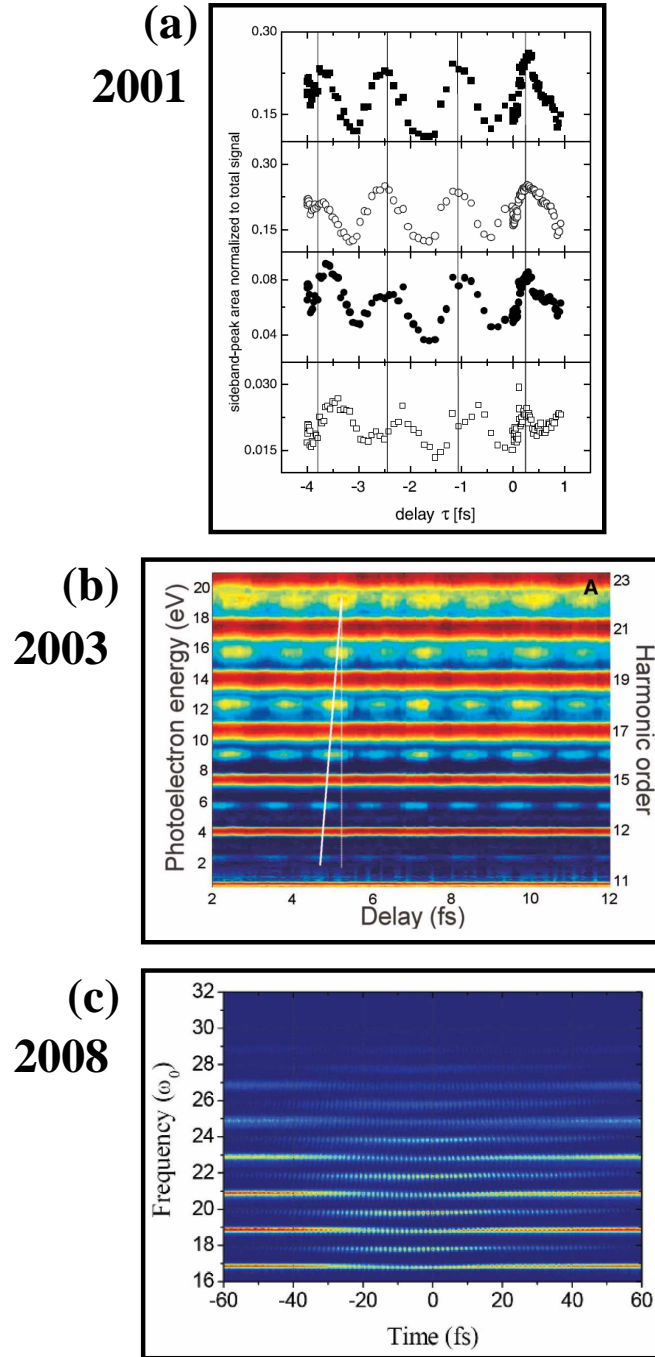 (a)
2001
sideband-peak area normalized to total signal
0.30
0.15
0.30
0.15
0.08
0.04
0.030
0.015
-4 -3 -2 -1 0 1
delay τ [fs]
(b)
2003
Photoelectron energy (eV)
20
18
16
14
12
10
8
6
4
2
A
23
21
19
17
15
12
11
Harmonic order
2 4 6 8 10 12
Delay (fs)
(c)
2008
Frequency (ω0)
32
30
28
26
24
22
20
18
16
-60 -40 -20 0 20 40 60
Time (fs)